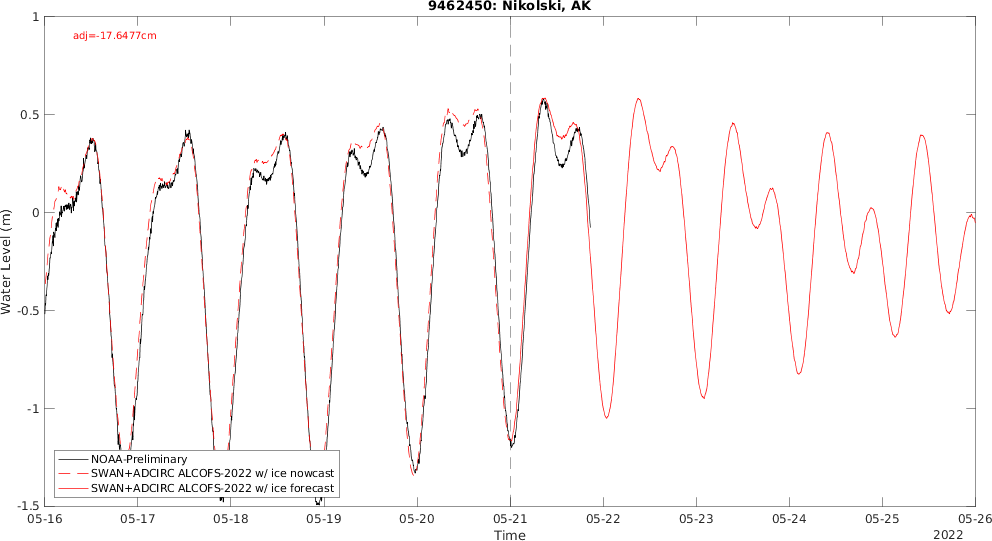 9462450: Nikolski, AK
adj=-17.6477cm
1
0.5
0
-0.5
-1
-1.5
Water Level (m)
NOAA-Preliminary
SWAN+ADCIRC ALCOFS-2022 w/ ice nowcast
SWAN+ADCIRC ALCOFS-2022 w/ ice forecast
05-16 05-17 05-18 05-19 05-20 05-21 05-22 05-23 05-24 05-25 05-26
Time
2022